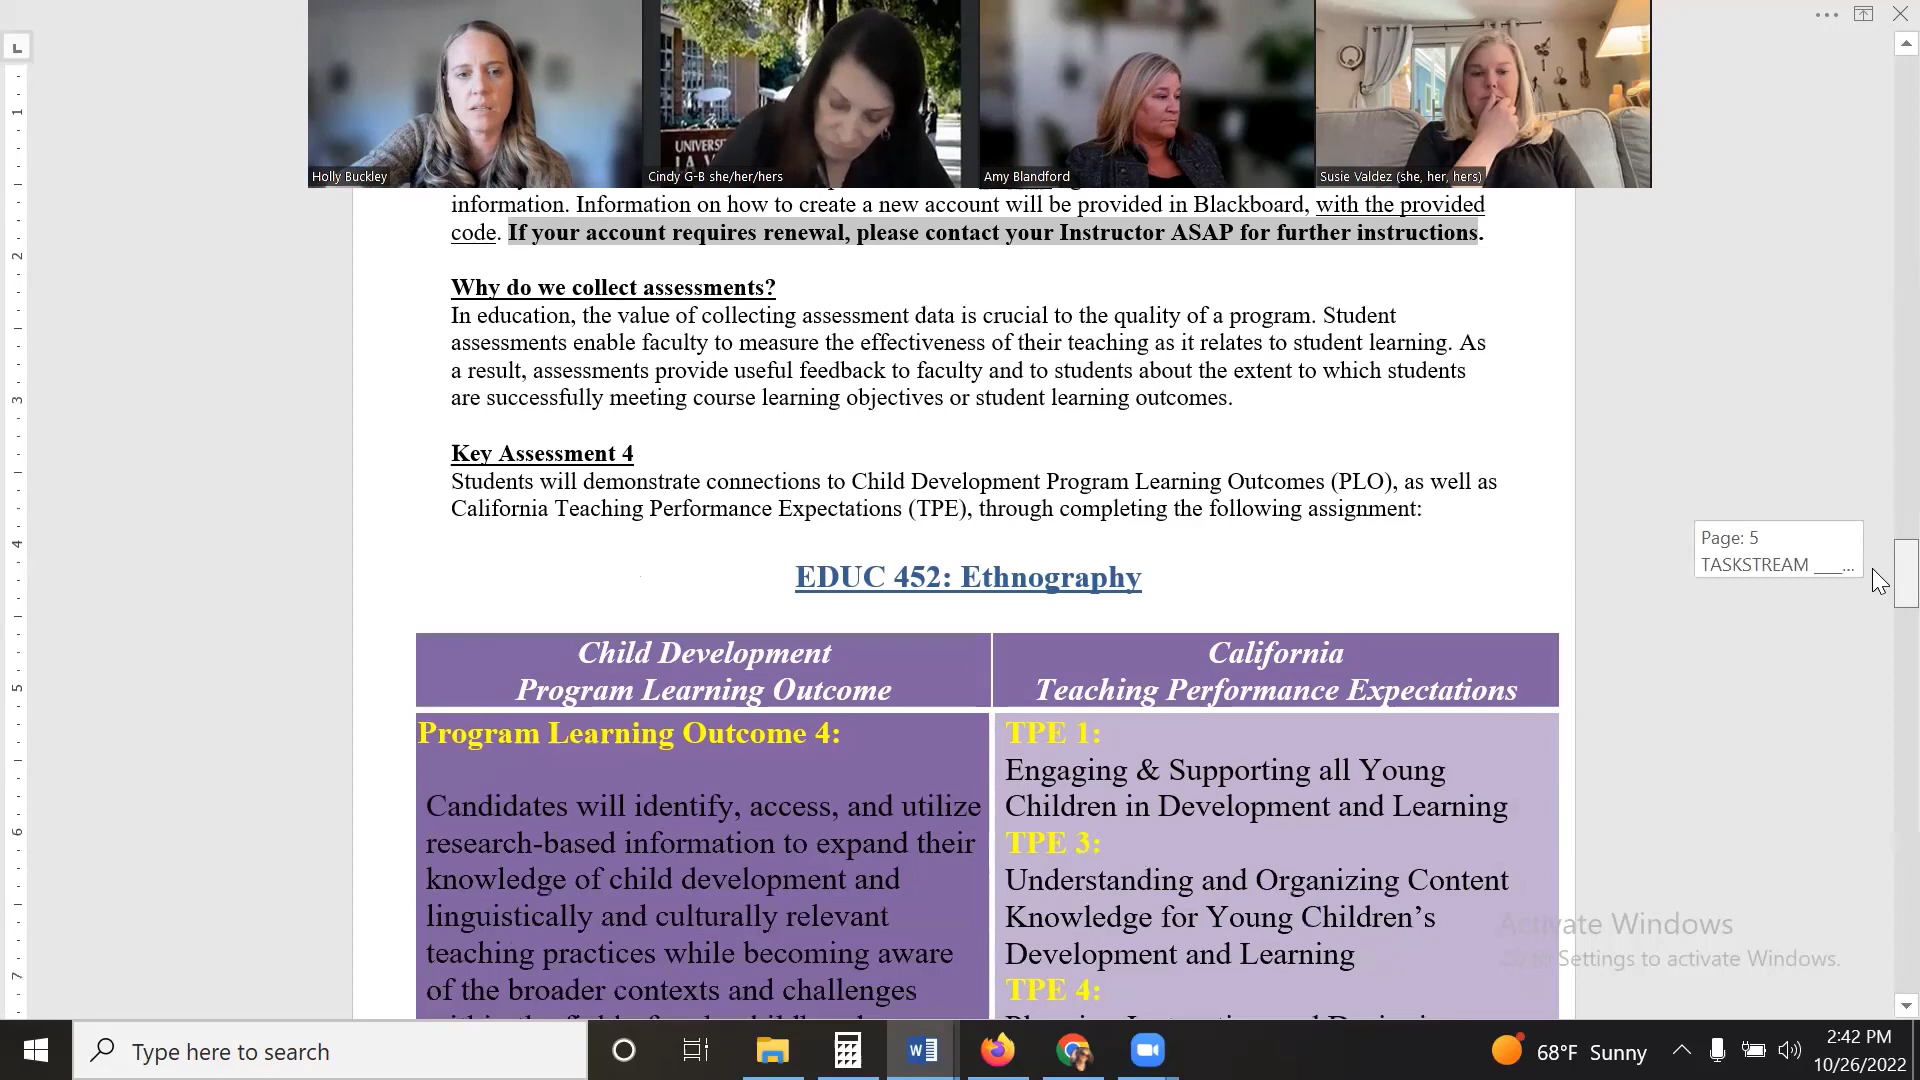 L
UNIVERS
LA V
Holly Buckley
Cindy G-B she/her/hers
Amy Blandford
Susie Valdez (she, her, hers)
information. Information on how to create a new account will be provided in Blackboard, with the provided
code. If your account requires renewal, please contact your Instructor ASAP for further instructions.
Why do we collect assessments?
In education, the value of collecting assessment data is crucial to the quality of a program. Student
assessments enable faculty to measure the effectiveness of their teaching as it relates to student learning. As
a result, assessments provide useful feedback to faculty and to students about the extent to which students
are successfully meeting course learning objectives or student learning outcomes.
Key Assessment 4
Students will demonstrate connections to Child Development Program Learning Outcomes (PLO), as well as
California Teaching Performance Expectations (TPE), through completing the following assignment:
Page: 5
TASKSTREAM ___...
EDUC 452: Ethnography
Child Development
Program Learning Outcome
California
Teaching Performance Expectations
Program Learning Outcome 4:
Candidates will identify, access, and utilize
research-based information to expand their
knowledge of child development and
linguistically and culturally relevant
teaching practices while becoming aware
of the broader contexts and challenges
TPE 1:
Engaging & Supporting all Young
Children in Development and Learning
TPE 3:
Understanding and Organizing Content
Knowledge for Young Children’s
Development and Learning
TPE 4:
Activate Windows
Settings to activate Windows.
1
2
3
4
5
6
7
Type here to search
68°F Sunny
2:42 PM
10/26/2022